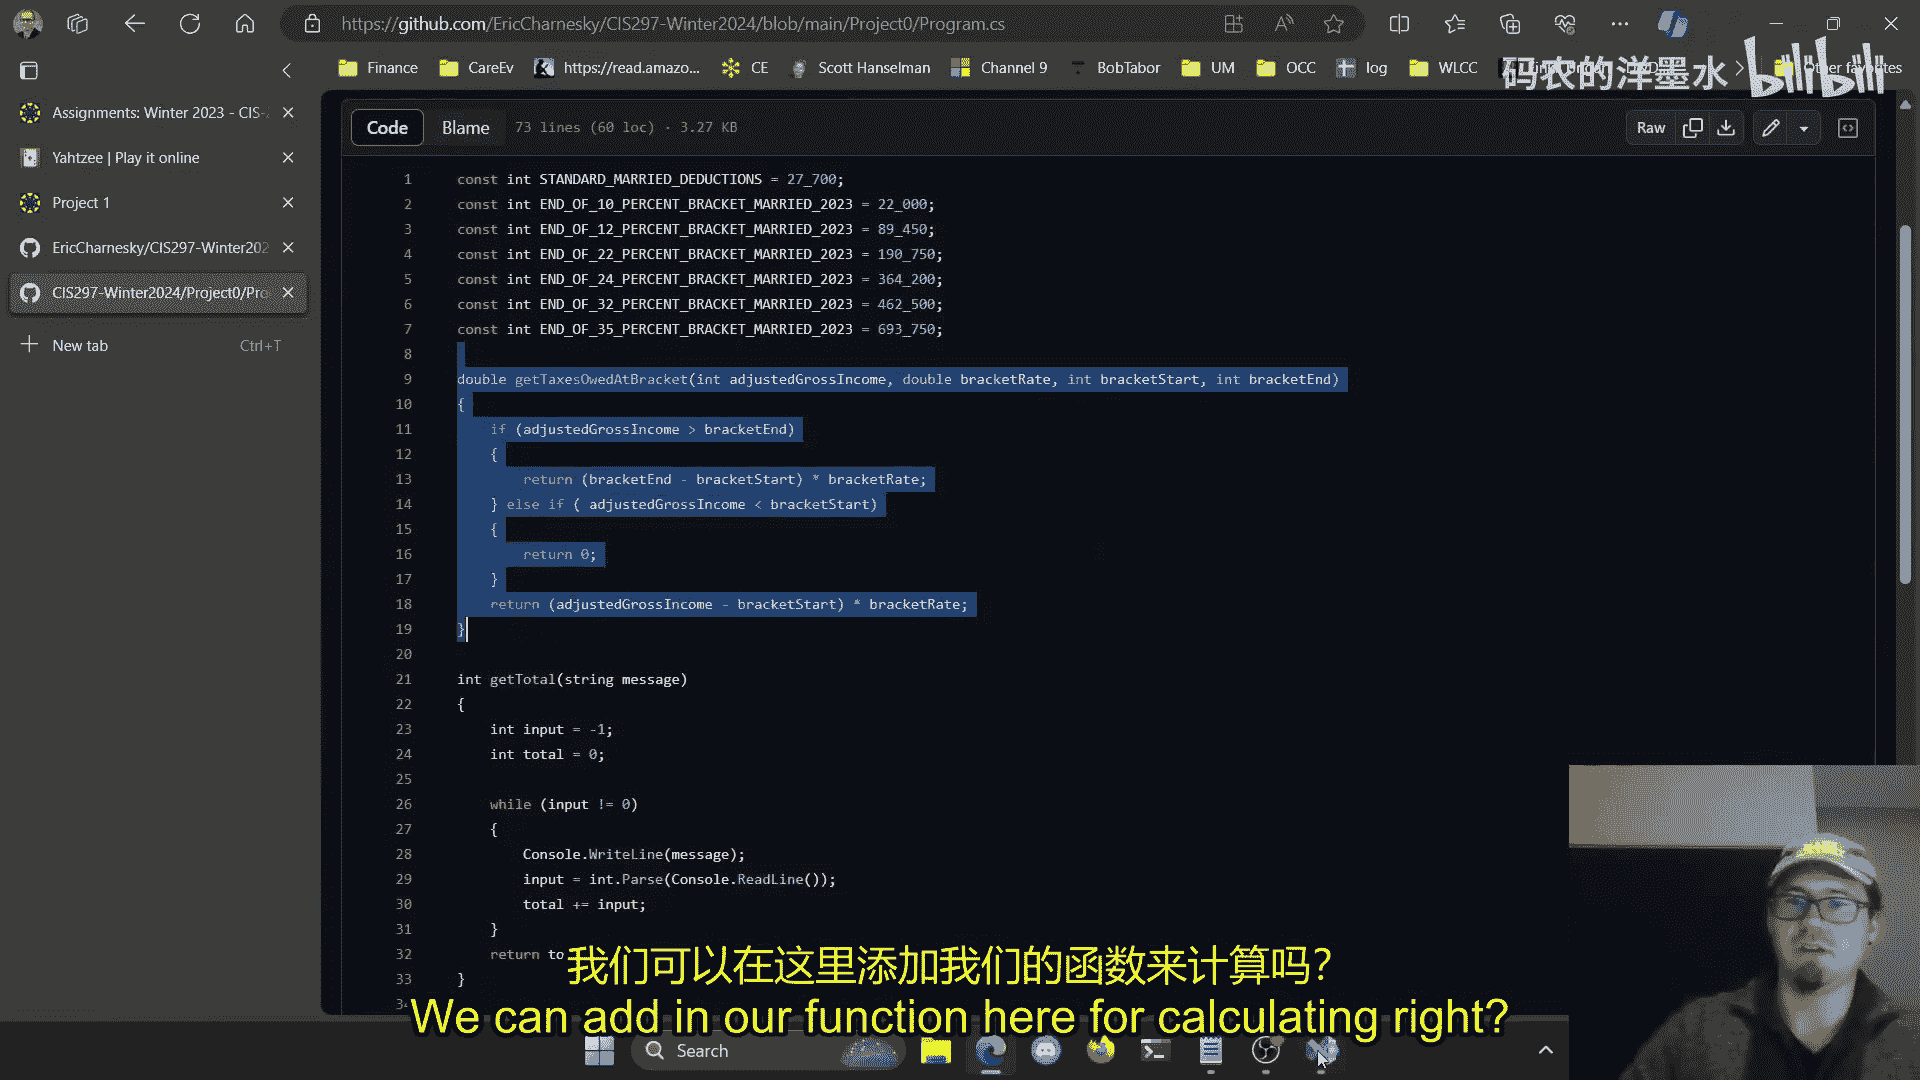 https://github.com/EricCharnesky/CIS297-Winter2024/blob/main/Project0/Program.cs
Finance
CareEv
https://read.amazo...
CE
Scott Hanselman
Channel 9
BobTabor
UM
OCC
log
WLCC
码农的洋墨水
bilibili
Other favorites
Assignments: Winter 2023 - CIS-
Yahtzee | Play it online
Project 1
EricCharnesky/CIS297-Winter202
CIS297-Winter2024/Project0/Pro
New tab Ctrl+T
Code Blame 73 lines (60 loc) · 3.27 KB
Raw
1 const int STANDARD_MARRIED_DEDUCTIONS = 27_700;
2 const int END_OF_10_PERCENT_BRACKET_MARRIED_2023 = 22_000;
3 const int END_OF_12_PERCENT_BRACKET_MARRIED_2023 = 89_450;
4 const int END_OF_22_PERCENT_BRACKET_MARRIED_2023 = 190_750;
5 const int END_OF_24_PERCENT_BRACKET_MARRIED_2023 = 364_200;
6 const int END_OF_32_PERCENT_BRACKET_MARRIED_2023 = 462_500;
7 const int END_OF_35_PERCENT_BRACKET_MARRIED_2023 = 693_750;
8
9 double getTaxesOwedAtBracket(int adjustedGrossIncome, double bracketRate, int bracketStart, int bracketEnd)
10 {
11 if (adjustedGrossIncome > bracketEnd)
12 {
13 return (bracketEnd - bracketStart) * bracketRate;
14 } else if ( adjustedGrossIncome < bracketStart)
15 {
16 return 0;
17 }
18 return (adjustedGrossIncome - bracketStart) * bracketRate;
19 }
20
21 int getTotal(string message)
22 {
23 int input = -1;
24 int total = 0;
25
26 while (input != 0)
27 {
28 Console.WriteLine(message);
29 input = int.Parse(Console.ReadLine());
30 total += input;
31 }
32 return to
33 }
我们可以在这里添加我们的函数来计算吗？
We can add in our function here for calculating right?
Search